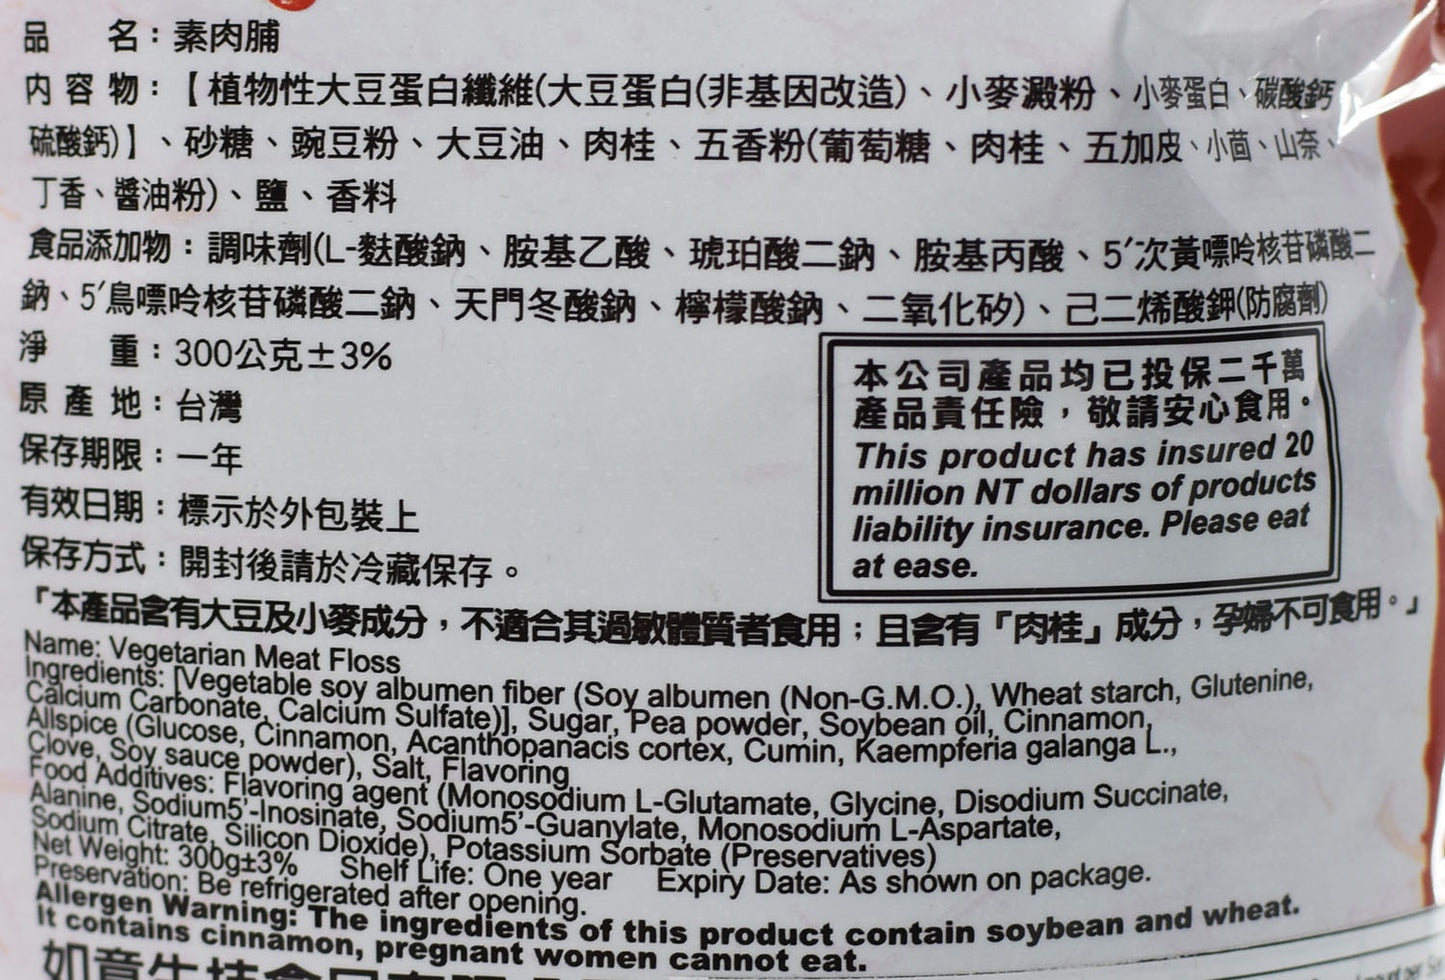 品　　名：素肉脯
内 容 物：【植物性大豆蛋白纖維(大豆蛋白(非基因改造)、小麥澱粉、小麥蛋白、碳酸鈣
硫酸鈣)】、砂糖、豌豆粉、大豆油、肉桂、五香粉(葡萄糖、肉桂、五加皮、小茴、山奈、
丁香、醬油粉)、鹽、香料
食品添加物：調味劑(L-麩酸鈉、胺基乙酸、琥珀酸二鈉、胺基丙酸、5′次黃嘌呤核苷磷酸二
鈉、5′鳥嘌呤核苷磷酸二鈉、天門冬酸鈉、檸檬酸鈉、二氧化矽)、己二烯酸鉀(防腐劑)
淨　　重：300公克±3%
原 產 地：台灣
保存期限：一年
有效日期：標示於外包裝上
保存方式：開封後請於冷藏保存。
本公司產品均已投保二千萬
產品責任險，敬請安心食用。
This product has insured 20
million NT dollars of products
liability insurance. Please eat
at ease.
「本產品含有大豆及小麥成分，不適合其過敏體質者食用；且含有「肉桂」成分，孕婦不可食用。」
Name: Vegetarian Meat Floss
Ingredients: [Vegetable soy albumen fiber (Soy albumen (Non-G.M.O.), Wheat starch, Glutenine,
Calcium Carbonate, Calcium Sulfate)], Sugar, Pea powder, Soybean oil, Cinnamon,
Allspice (Glucose, Cinnamon, Acanthopanacis cortex, Cumin, Kaempferia galanga L.,
Clove, Soy sauce powder), Salt, Flavoring
Food Additives: Flavoring agent (Monosodium L-Glutamate, Glycine, Disodium Succinate,
Alanine, Sodium5'-Inosinate, Sodium5'-Guanylate, Monosodium L-Aspartate,
Sodium Citrate, Silicon Dioxide), Potassium Sorbate (Preservatives)
Net Weight: 300g±3%　Shelf Life: One year　Expiry Date: As shown on package.
Preservation: Be refrigerated after opening.
Allergen Warning: The ingredients of this product contain soybean and wheat.
It contains cinnamon, pregnant women cannot eat.